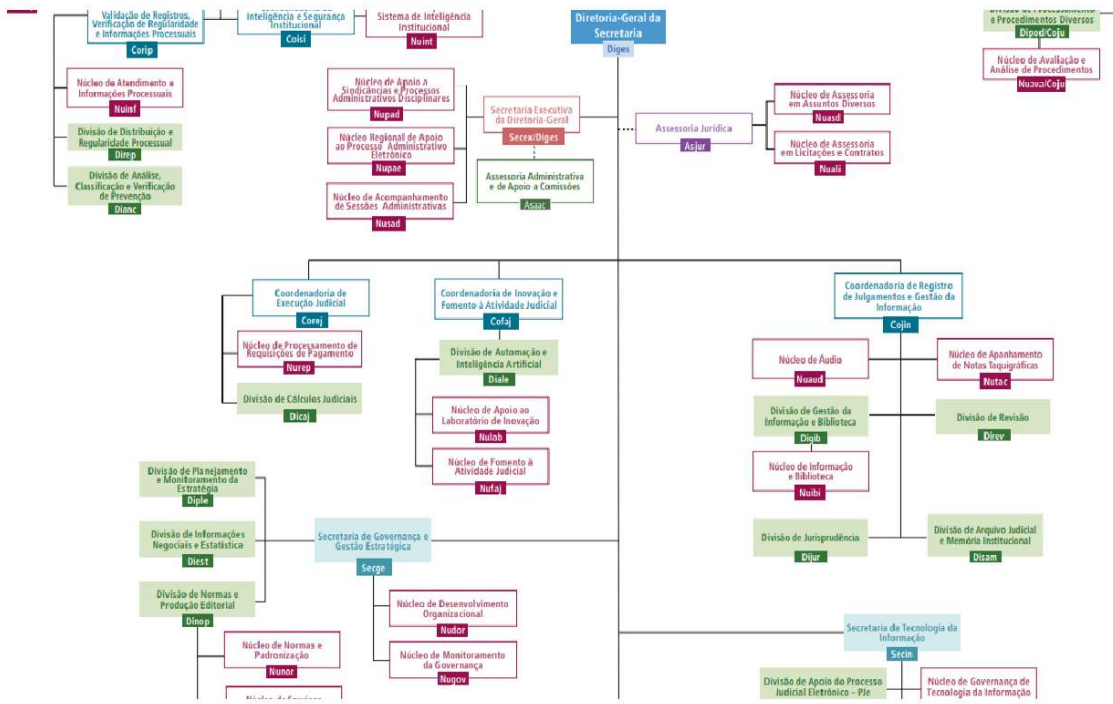 Validação de Registros,
Verificação de Regularidade
e Informações Processuais
Corip
Inteligência e Segurança
Institucional
Coisi
Sistema de Inteligência
Institucional
Nuint
Diretoria-Geral da
Secretaria
Diges
e Procedimentos Diversos
Dipod/Coju
Núcleo de Avaliação e
Análise de Procedimentos
Nuava/Coju
Núcleo de Atendimento e
Informações Processuais
Nuinf
Divisão de Distribuição e
Regularidade Processual
Direp
Divisão de Análise,
Classificação e Verificação
de Prevenção
Dianc
Núcleo de Apoio a
Sindicâncias e Processos
Administrativos Disciplinares
Nupad
Núcleo Regional de Apoio
ao Processo Administrativo
Eletrônico
Nupae
Núcleo de Acompanhamento
de Sessões Administrativas
Nusad
Secretaria Executiva
da Diretoria-Geral
Secex/Diges
Assessoria Administrativa
e de Apoio a Comissões
Asaac
Assessoria Jurídica
Asjur
Núcleo de Assessoria
em Assuntos Diversos
Nuasd
Núcleo de Assessoria
em Licitações e Contratos
Nuali
Coordenadoria de
Execução Judicial
Corej
Núcleo de Processamento de
Requisições de Pagamento
Nurep
Divisão de Cálculos Judiciais
Dicaj
Coordenadoria de Inovação e
Fomento à Atividade Judicial
Cofaj
Divisão de Automação e
Inteligência Artificial
Diale
Núcleo de Apoio ao
Laboratório de Inovação
Nulab
Núcleo de Fomento à
Atividade Judicial
Nufaj
Coordenadoria de Registro
de Julgamentos e Gestão da
Informação
Cojin
Núcleo de Áudio
Nuaud
Núcleo de Apanhamento
de Notas Taquigráficas
Nutac
Divisão de Gestão da
Informação e Biblioteca
Digib
Divisão de Revisão
Direv
Núcleo de Informação
e Biblioteca
Nuibi
Divisão de Jurisprudência
Dijur
Divisão de Arquivo Judicial
e Memória Institucional
Disam
Divisão de Planejamento
e Monitoramento da
Estratégia
Diple
Divisão de Informações
Negociais e Estatística
Diest
Divisão de Normas e
Produção Editorial
Dinop
Núcleo de Normas e
Padronização
Nunor
Secretaria de Governança e
Gestão Estratégica
Secge
Núcleo de Desenvolvimento
Organizacional
Nudor
Núcleo de Monitoramento
da Governança
Nugov
Secretaria de Tecnologia da
Informação
Secin
Divisão de Apoio do Processo
Judicial Eletrônico – PJe
Núcleo de Governança de
Tecnologia da Informação